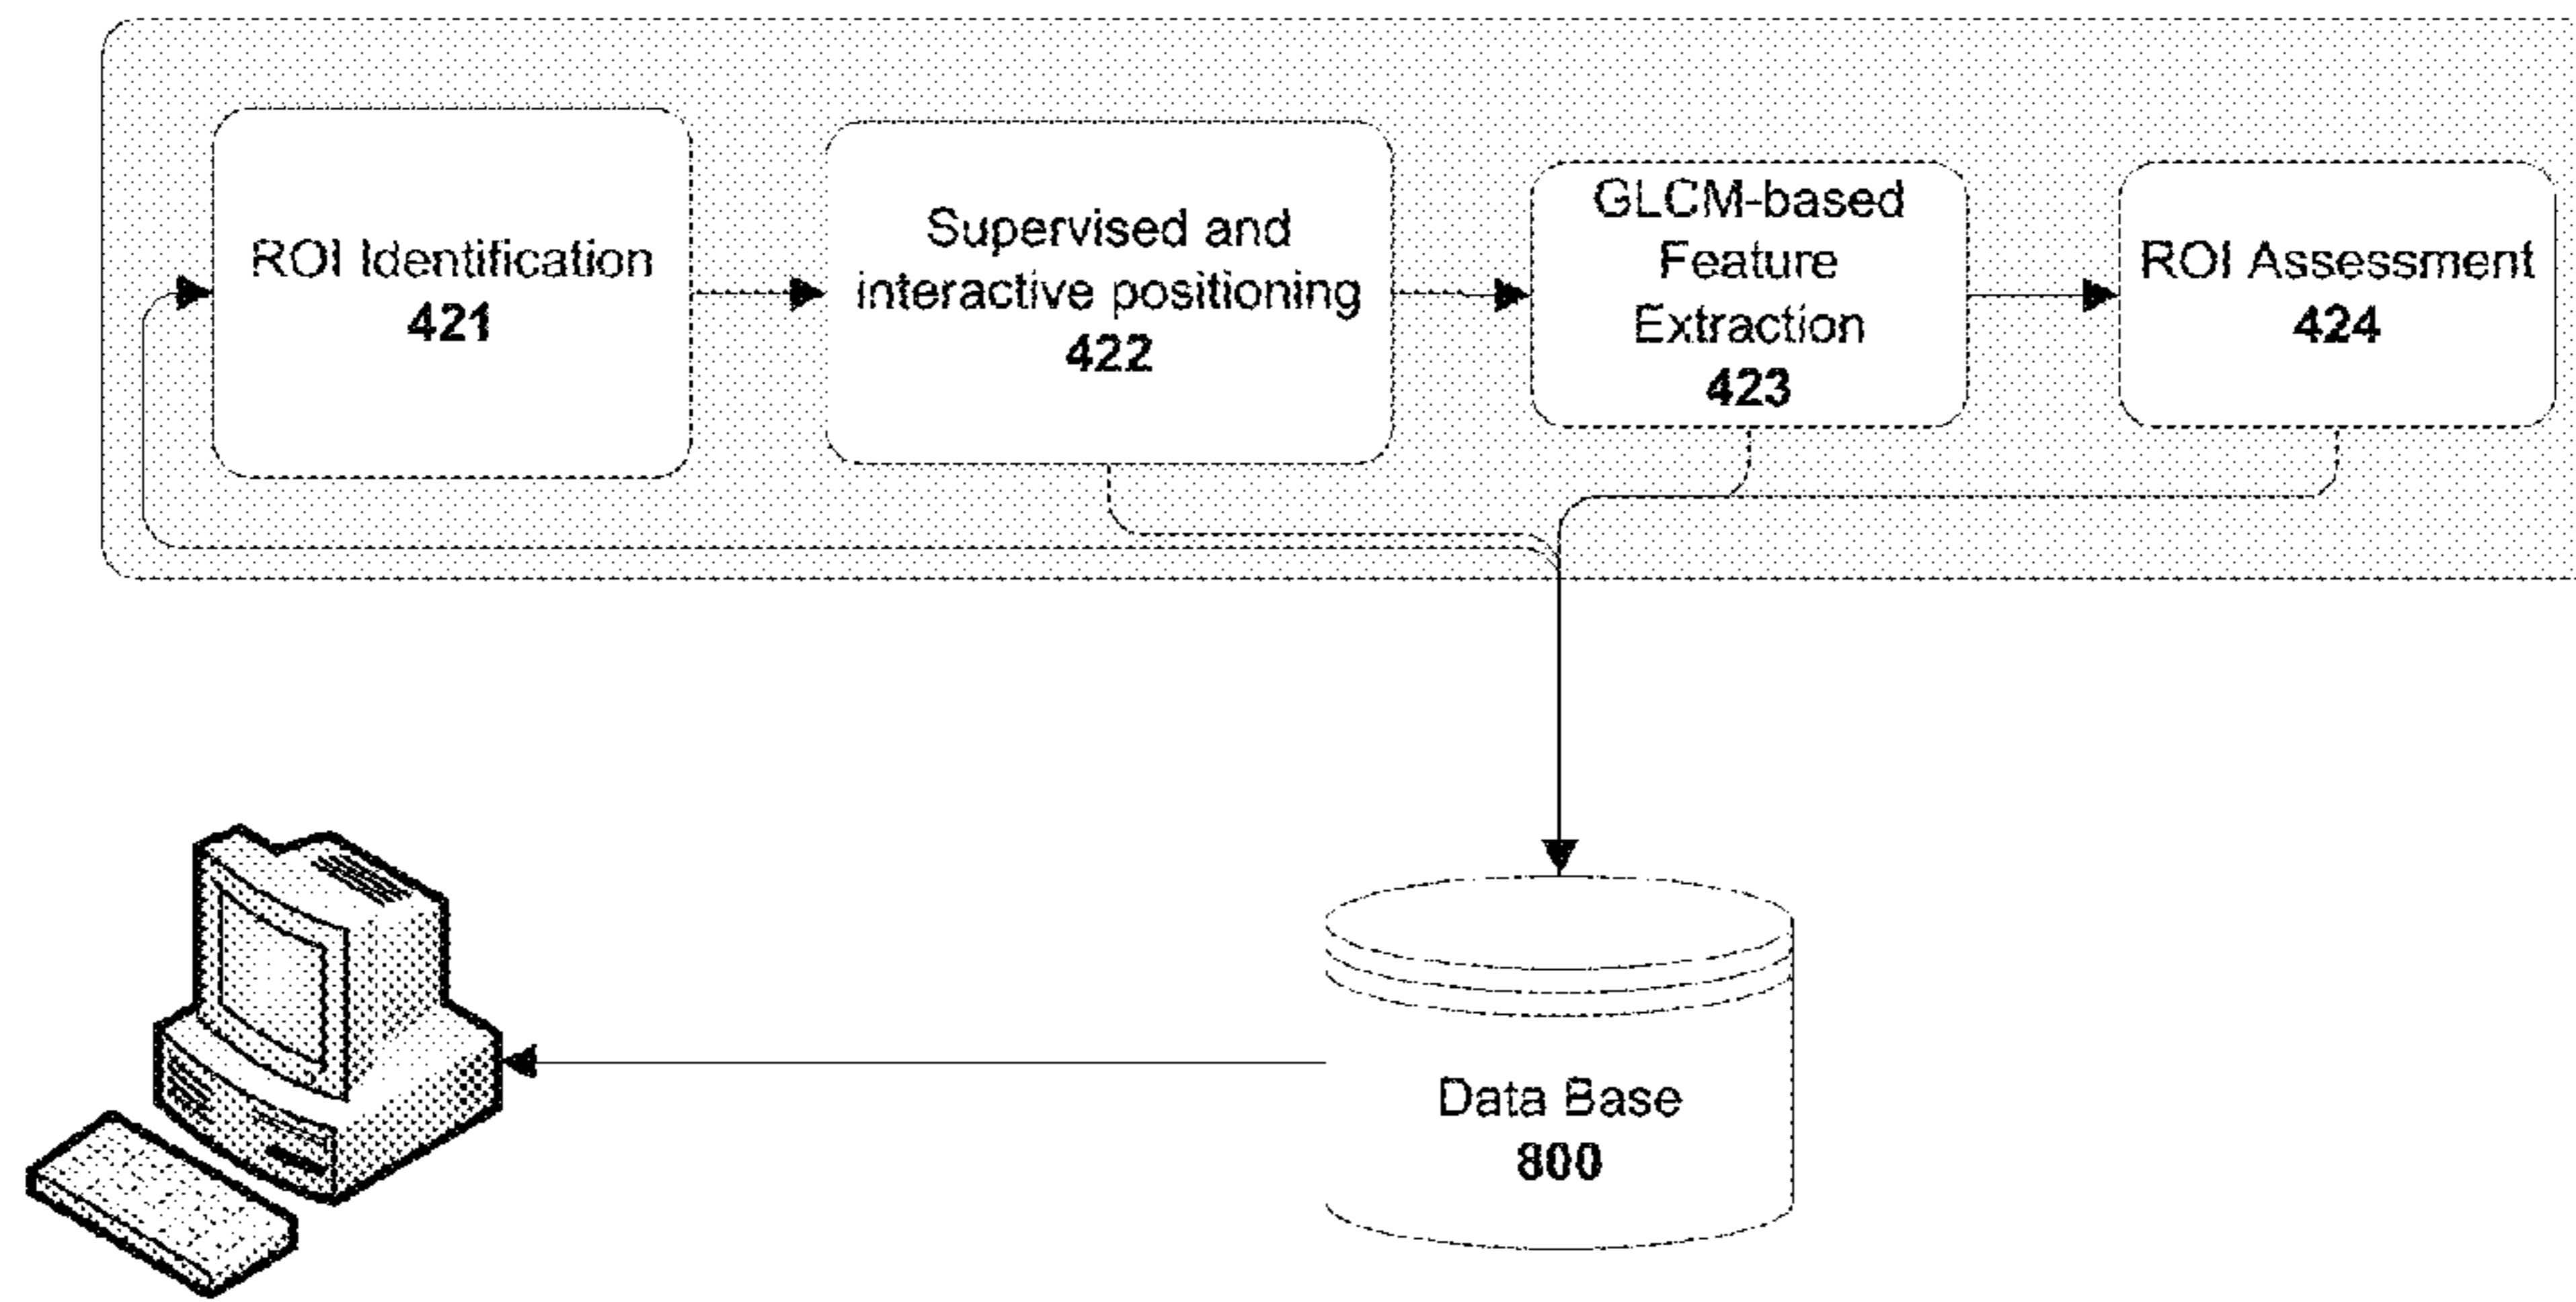 ROI Identification
421
Supervised and
interactive positioning
422
GLCM-based
Feature
Extraction
423
ROI Assessment
424
Data Base
800